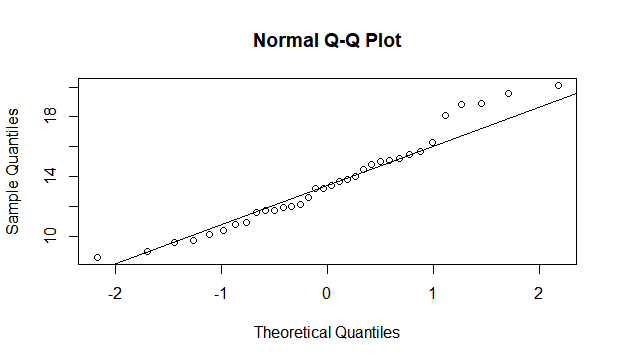 Normal Q-Q Plot
Sample Quantiles
18
14
10
-2 -1 0 1 2
Theoretical Quantiles